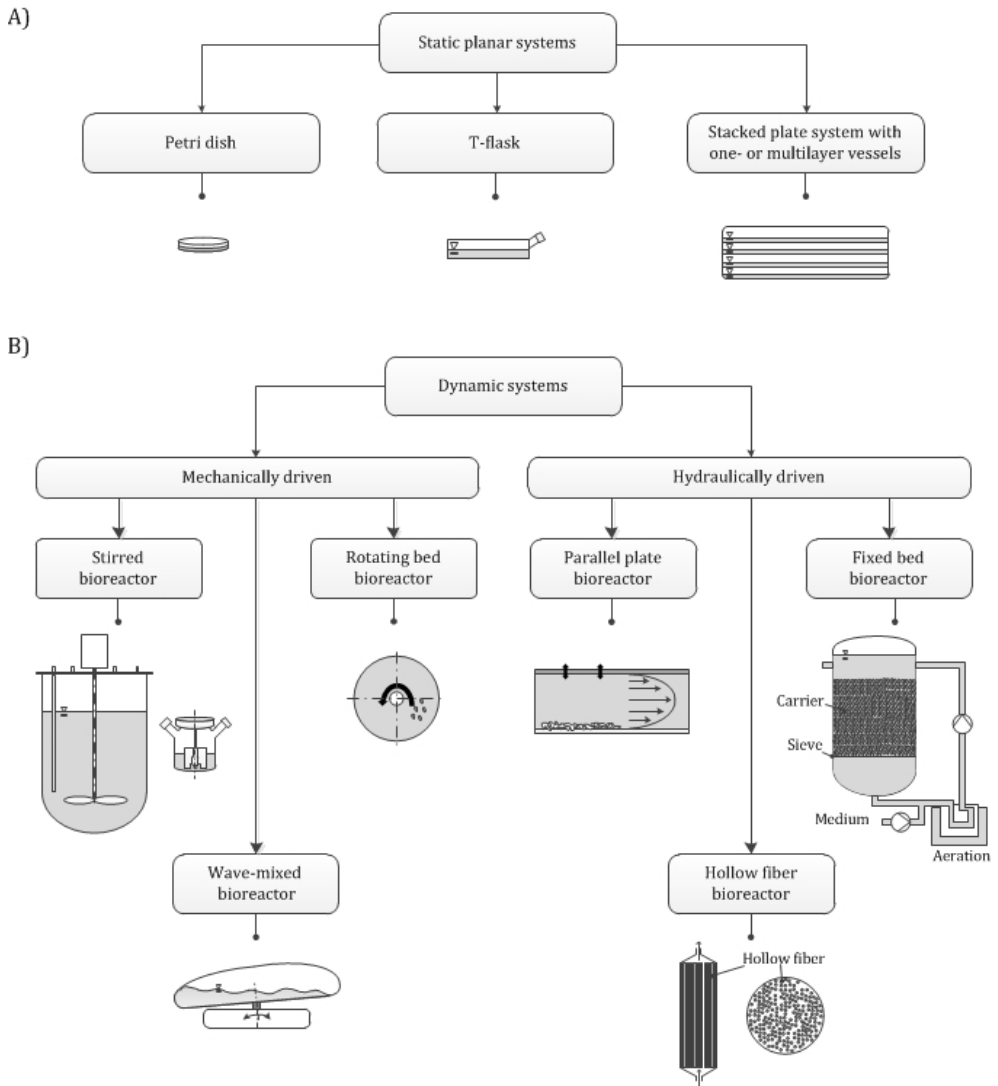 A)
Static planar systems
Petri dish
T-flask
Stacked plate system with
one- or multilayer vessels
B)
Dynamic systems
Mechanically driven
Hydraulically driven
Stirred
bioreactor
Rotating bed
bioreactor
Parallel plate
bioreactor
Fixed bed
bioreactor
Carrier
Sieve
Medium
Aeration
Wave-mixed
bioreactor
Hollow fiber
bioreactor
Hollow fiber